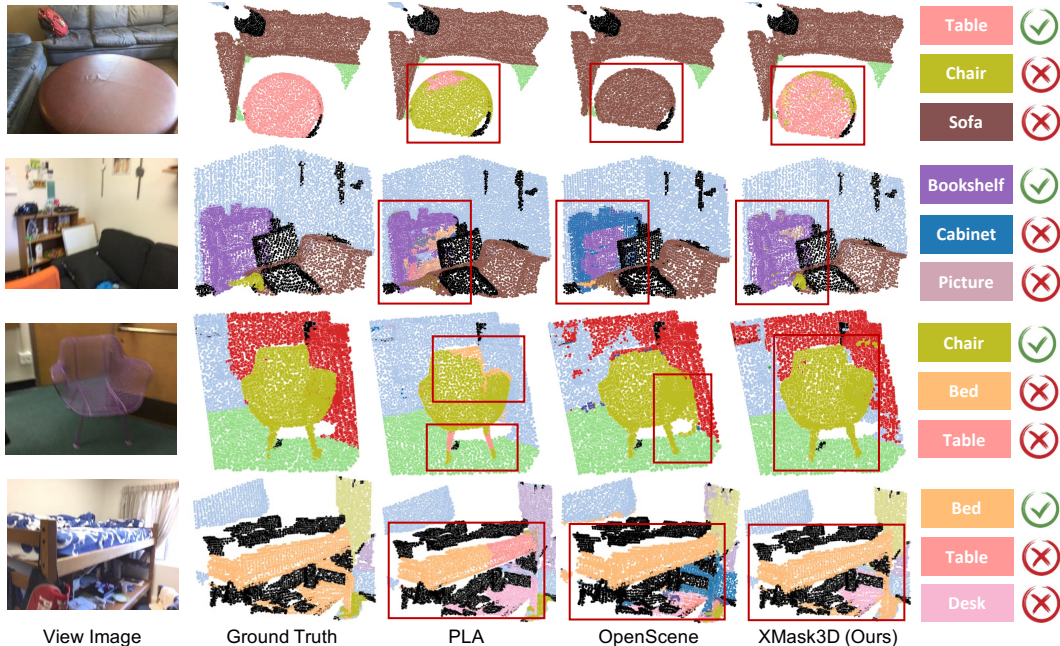 Table
Chair
Sofa
Bookshelf
Cabinet
Picture
Chair
Bed
Table
Bed
Table
Desk
View Image
Ground Truth
PLA
OpenScene
XMask3D (Ours)